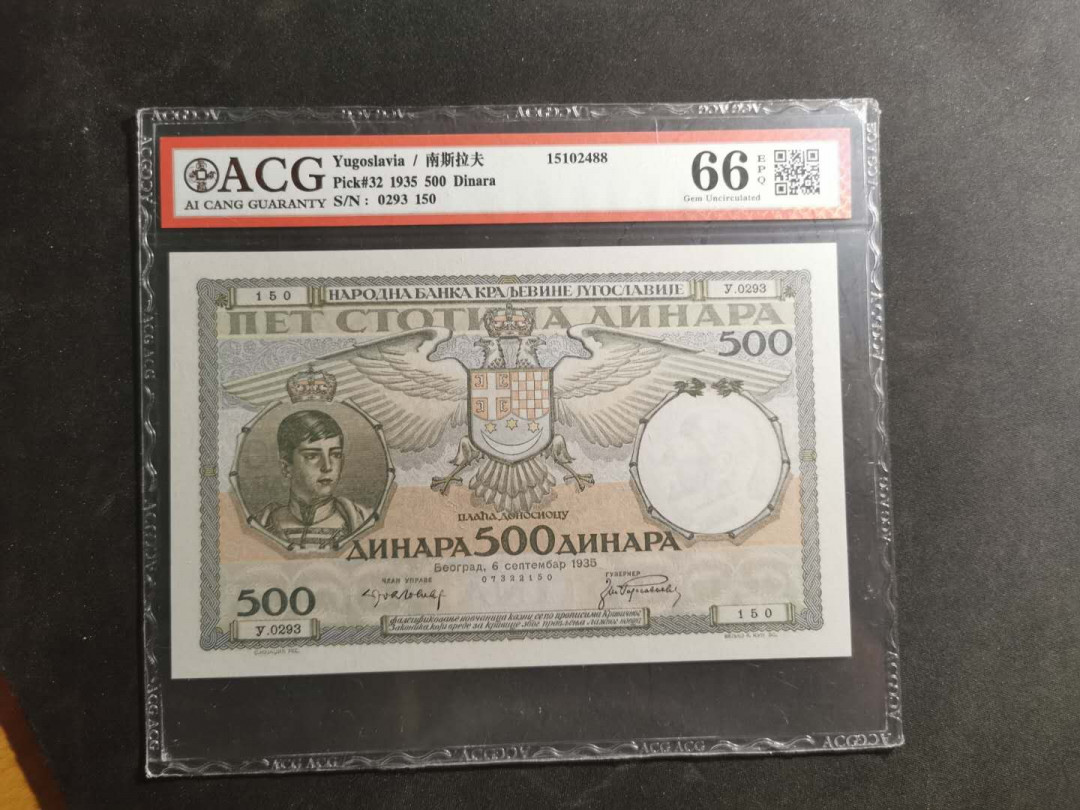 ACG
AI CANG GUARANTY
Yugoslavia / 南斯拉夫
15102488
Pick#32 1935 500 Dinara
S/N : 0293 150
66 EPQ
Gem Uncirculated
150
НАРОДНА БАНКА КРАЉЕВИНЕ ЈУГОСЛАВИЈЕ
У.0293
ПЕТ СТОТИНА ДИНАРА
500
ПЛАЋА ДОНОСИОЦУ
ДИНАРА 500 ДИНАРА
Београд, 6 септембар 1935
ЧЛАН УПРАВЕ
07322150
ГУВЕРНЕР
500
У.0293
150